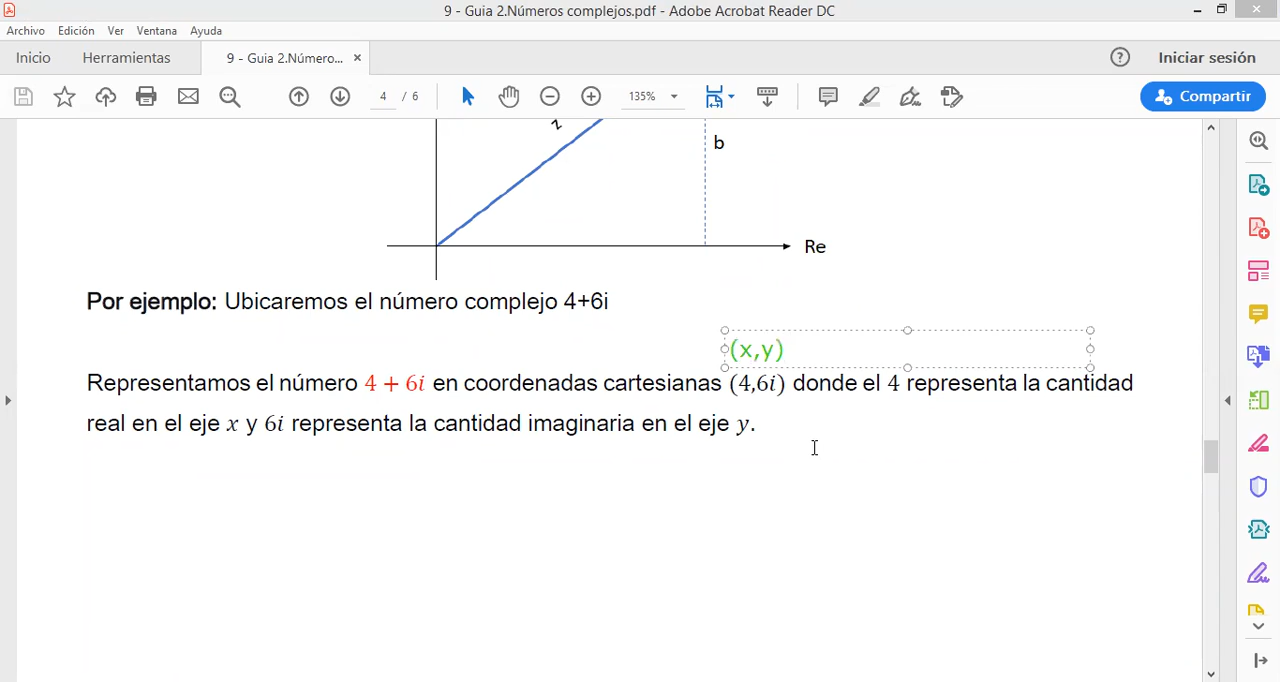 9 - Guia 2.Números complejos.pdf - Adobe Acrobat Reader DC
Archivo Edición Ver Ventana Ayuda
Inicio Herramientas 9 - Guia 2.Número... × Iniciar sesión
4 / 6 135% Compartir
z
b
Re
Por ejemplo: Ubicaremos el número complejo 4+6i
(x,y)
Representamos el número 4 + 6i en coordenadas cartesianas (4,6i) donde el 4 representa la cantidad
real en el eje x y 6i representa la cantidad imaginaria en el eje y.